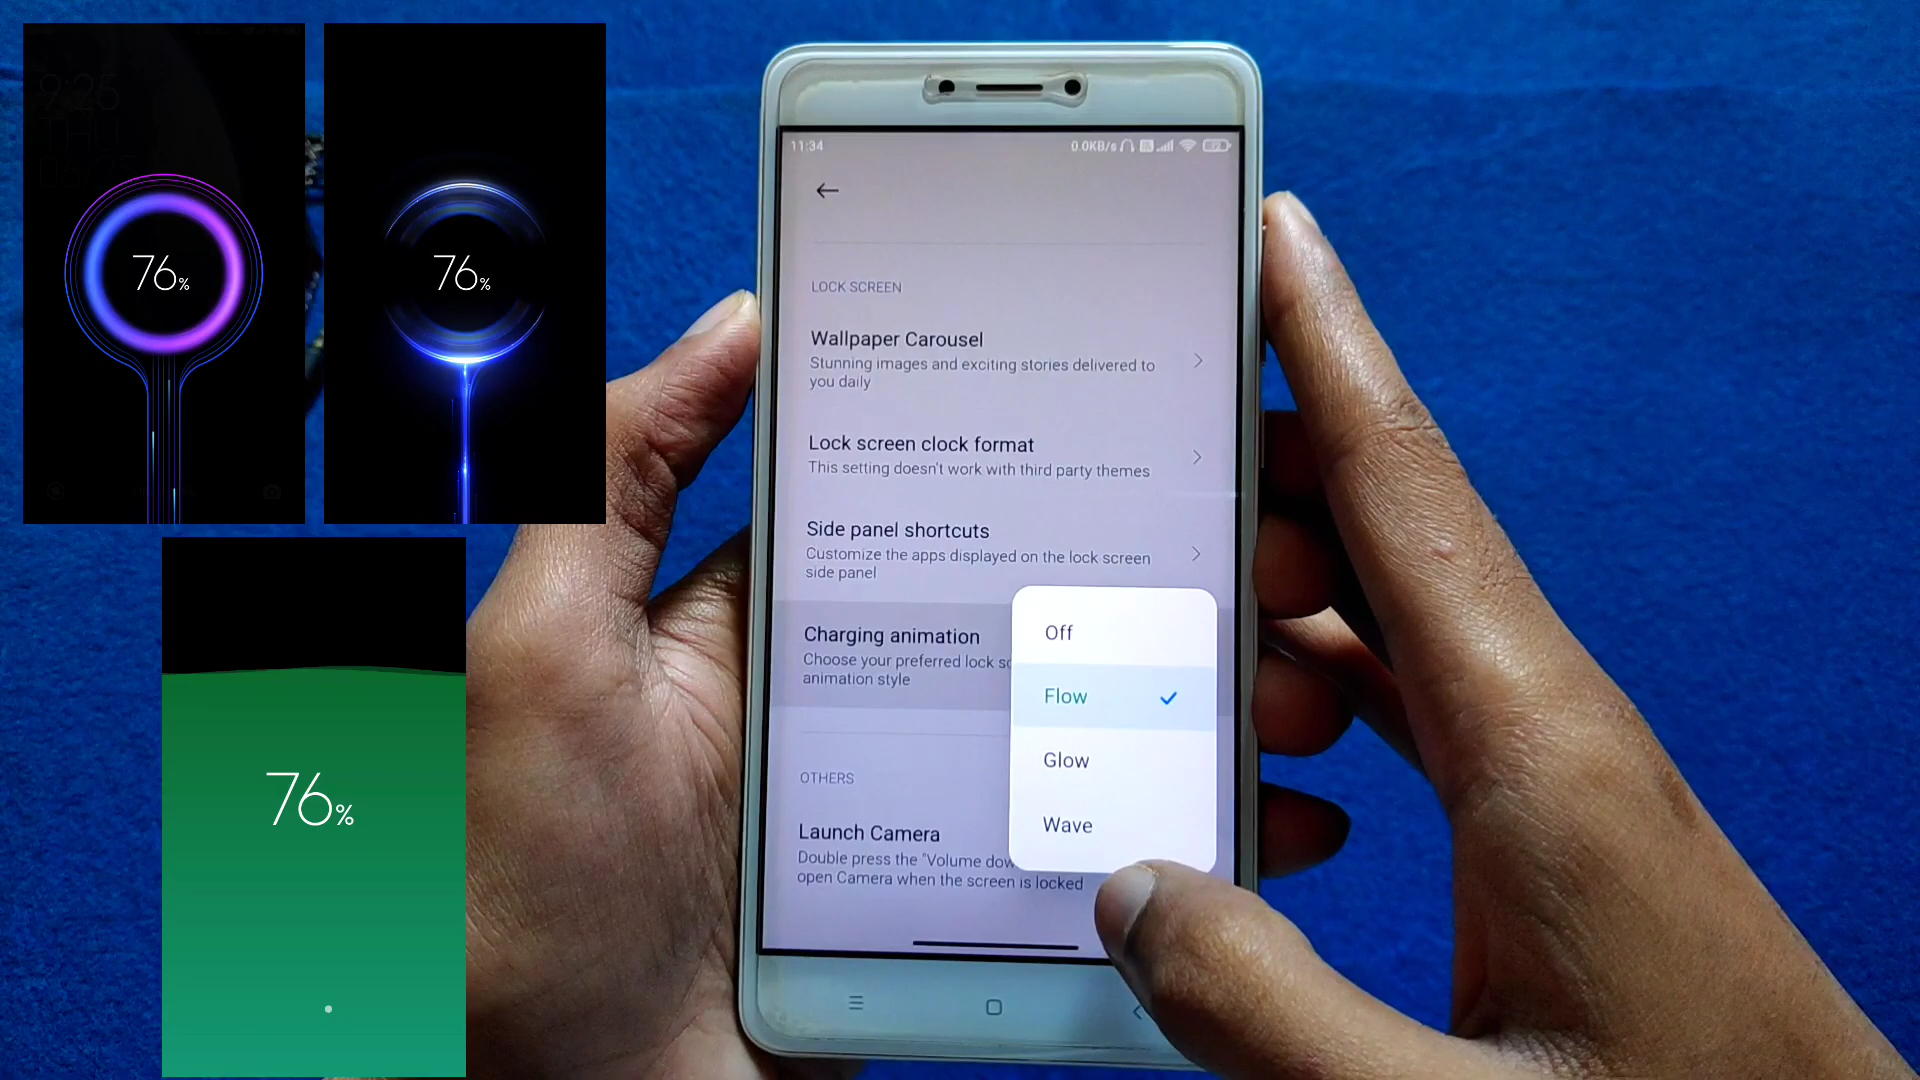 9:25
THU
76%
76%
76%
11:34
0.0KB/s
LOCK SCREEN
Wallpaper Carousel
Stunning images and exciting stories delivered to
you daily
Lock screen clock format
This setting doesn't work with third party themes
Side panel shortcuts
Customize the apps displayed on the lock screen
side panel
Charging animation
Choose your preferred lock
animation style
Off
Flow
Glow
Wave
OTHERS
Launch Camera
Double press the "Volume dow
open Camera when the screen is locked